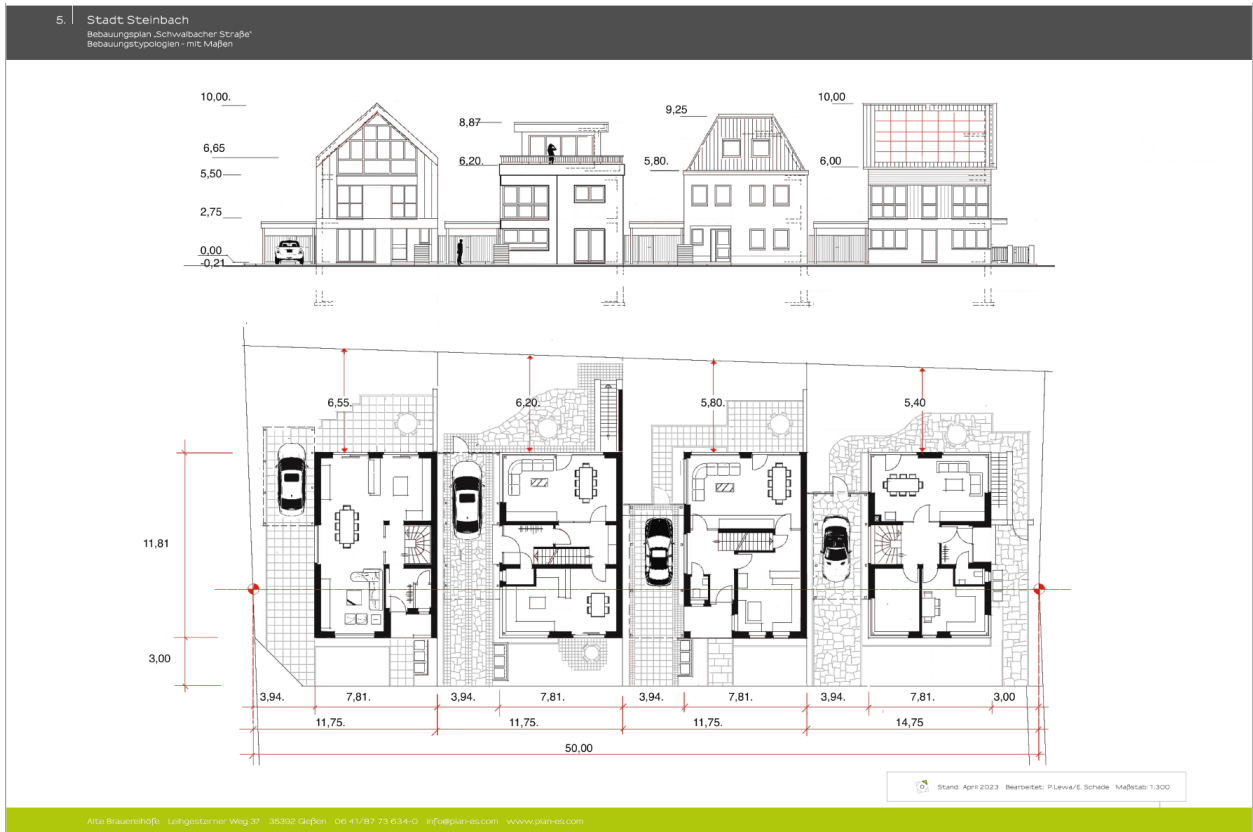 5. Stadt Steinbach
Bebauungsplan „Schwalbacher Straße“
Bebauungstypologien - mit Maßen
10,00.
6,65
5,50
2,75
0,00
-0,21
8,87
6,20.
9,25
5,80.
10,00
6,00
6,55.
6,20.
5,80.
5,40
11,81
3,00
3,94. 7,81. 3,94. 7,81. 3,94. 7,81. 3,94. 7,81. 3,00
11,75. 11,75. 11,75. 14,75
50,00
Stand: April 2023 Bearbeitet: P.Lewa/E. Schade Maßstab: 1:300
Alte Brauereihöfe Leihgesterner Weg 37 35392 Gießen 06 41/87 73 634-0 info@plan-es.com www.plan-es.com